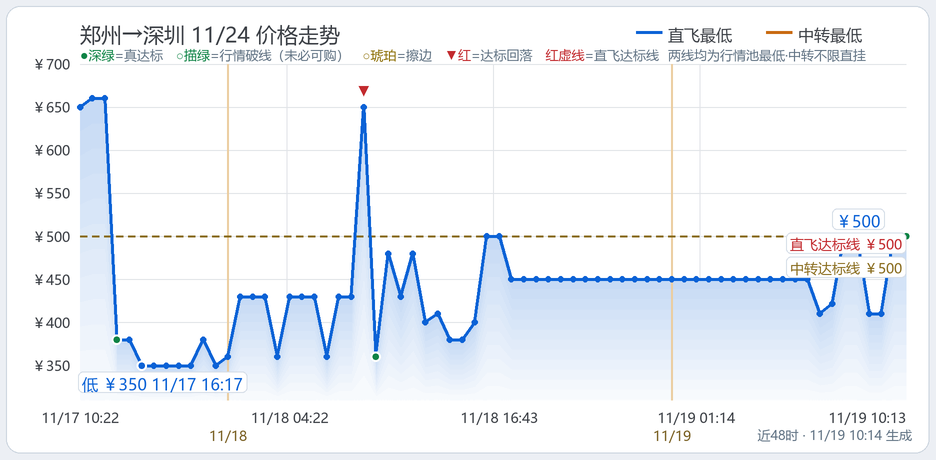 郑州→深圳 11/24 价格走势
直飞最低 中转最低
●深绿=真达标 ○描绿=行情破线（未必可购） ○琥珀=擦边 ▼红=达标回落 红虚线=直飞达标线 两线均为行情池最低·中转不限直挂
¥700
¥650
¥600
¥550
¥500
¥450
¥400
¥350
¥500
直飞达标线 ¥500
中转达标线 ¥500
低 ¥350 11/17 16:17
11/17 10:22 11/18 04:22 11/18 16:43 11/19 01:14 11/19 10:13
11/18 11/19
近48时 · 11/19 10:14 生成